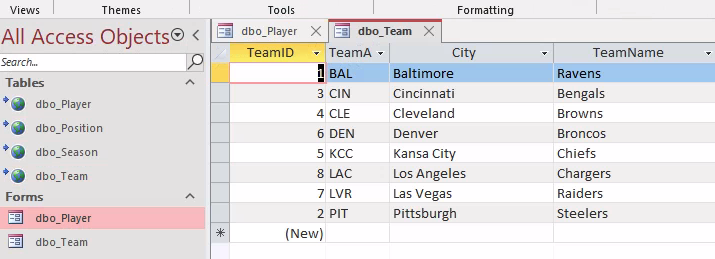 Views Themes Tools Formatting
All Access Objects
Search...
Tables
dbo_Player
dbo_Position
dbo_Season
dbo_Team
Forms
dbo_Player
dbo_Team
dbo_Player dbo_Team
TeamID TeamA City TeamName
1 BAL Baltimore Ravens
3 CIN Cincinnati Bengals
4 CLE Cleveland Browns
6 DEN Denver Broncos
5 KCC Kansa City Chiefs
8 LAC Los Angeles Chargers
7 LVR Las Vegas Raiders
2 PIT Pittsburgh Steelers
* (New)